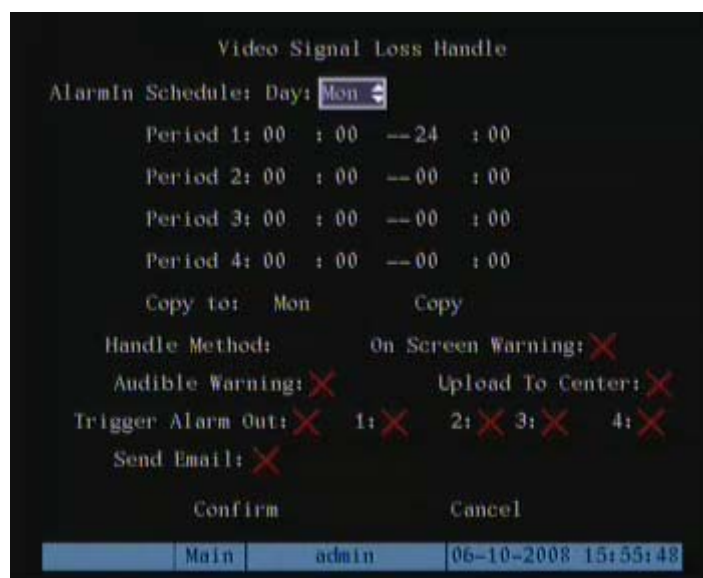 Video Signal Loss Handle
AlarmIn Schedule: Day: Mon
Period 1: 00 : 00 --24 : 00
Period 2: 00 : 00 --00 : 00
Period 3: 00 : 00 --00 : 00
Period 4: 00 : 00 --00 : 00
Copy to: Mon Copy
Handle Method: On Screen Warning:
Audible Warning: Upload To Center:
Trigger Alarm Out: 1: 2: 3: 4:
Send Email:
Confirm Cancel
Main admin 06-10-2008 15:55:48